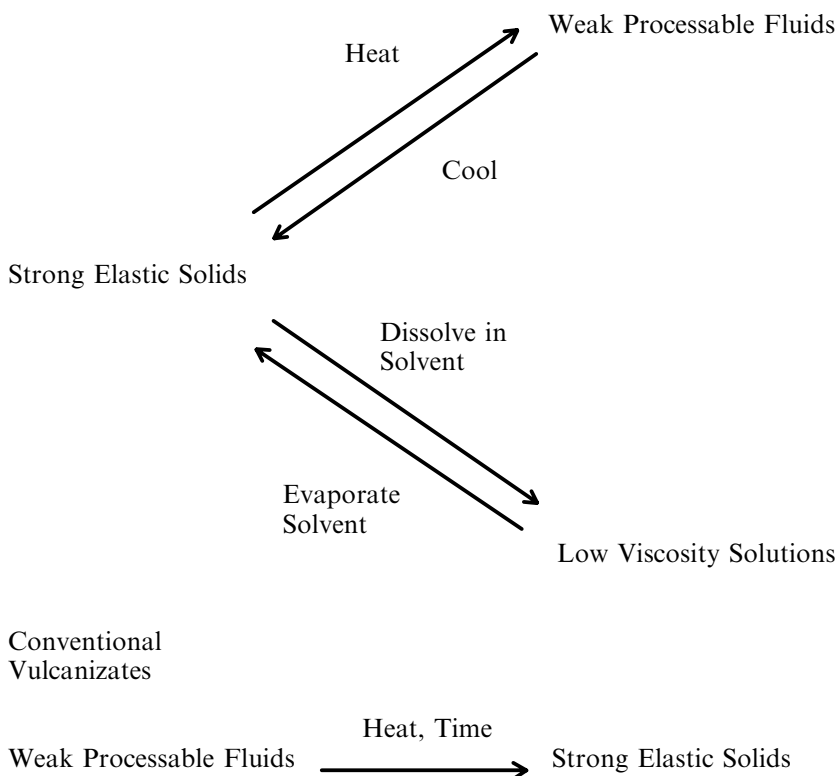 Weak Processable Fluids
Heat
Cool
Strong Elastic Solids
Dissolve in
Solvent
Evaporate
Solvent
Low Viscosity Solutions
Conventional
Vulcanizates
Heat, Time
Weak Processable Fluids
Strong Elastic Solids